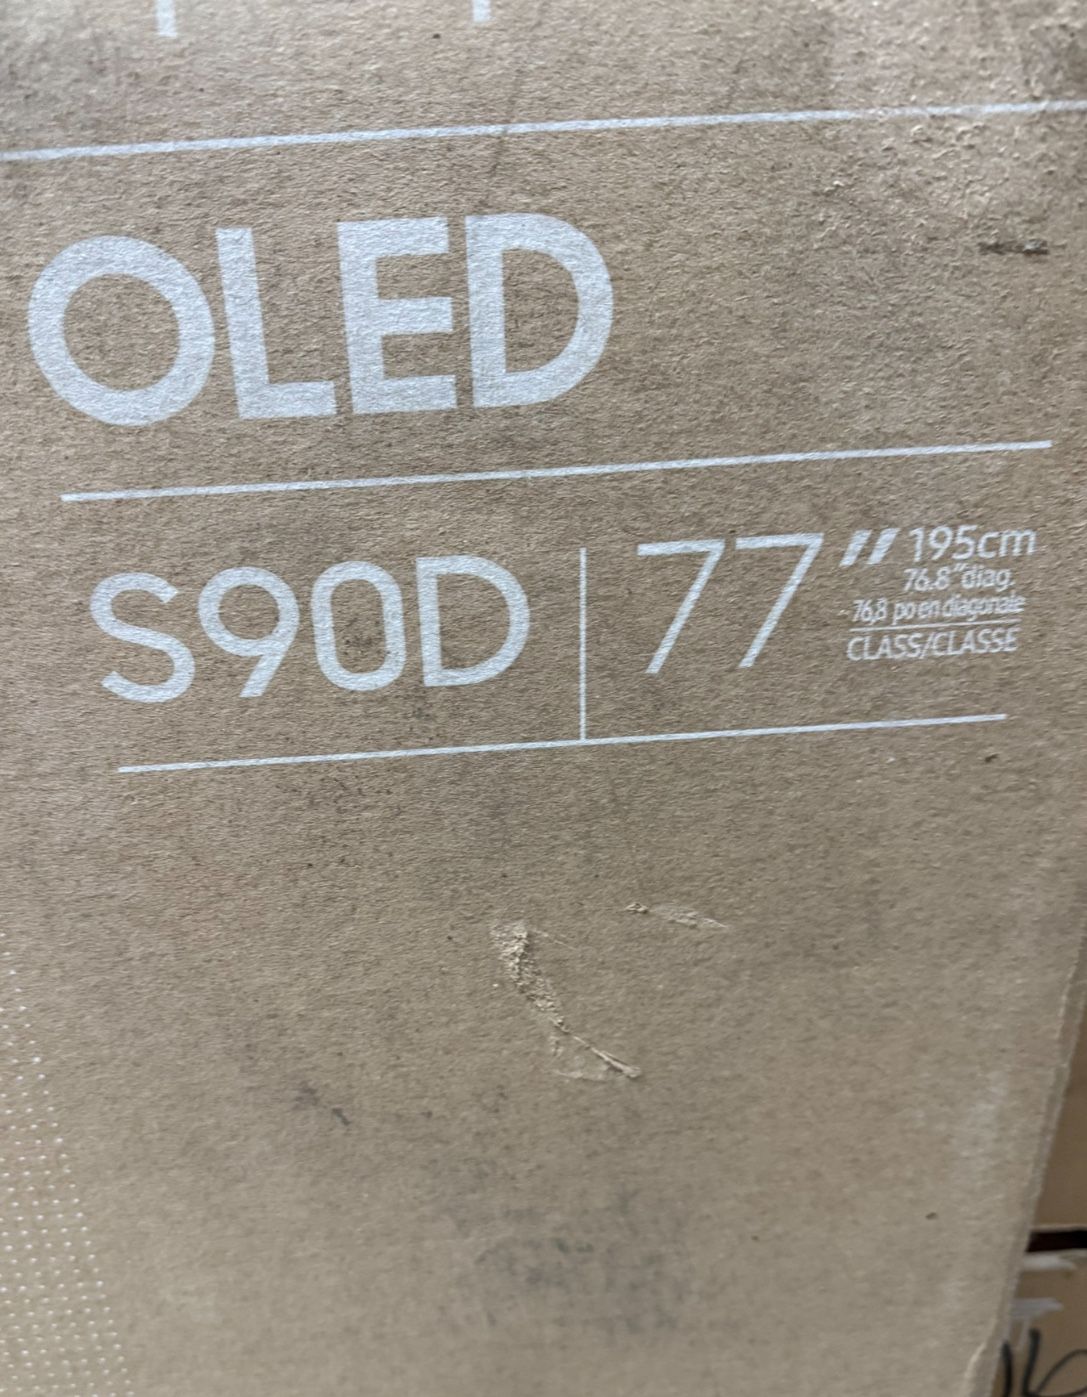 OLED
S90D
77" 195cm
76.8"diag.
76,8 po en diagonale
CLASS/CLASSE